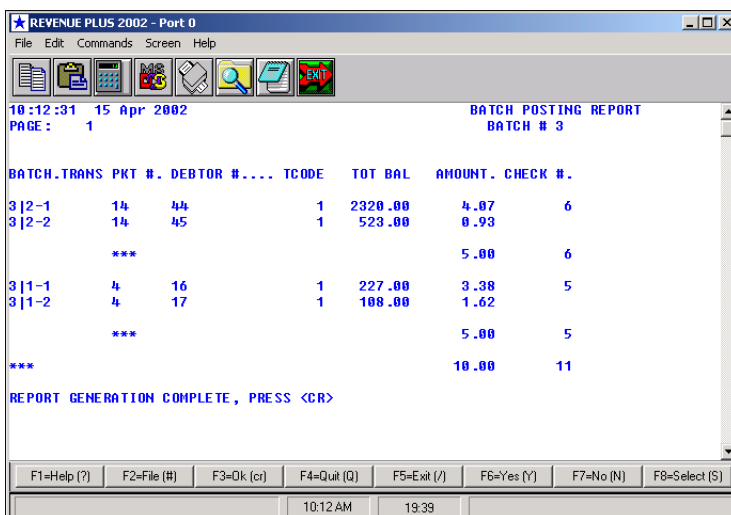 REVENUE PLUS 2002 - Port 0
File Edit Commands Screen Help
MS
EXIT
10:12:31 15 Apr 2002 BATCH POSTING REPORT
PAGE: 1 BATCH # 3
BATCH.TRANS PKT #. DEBTOR #.... TCODE TOT BAL AMOUNT. CHECK #.
3|2-1 14 44 1 2320.00 4.07 6
3|2-2 14 45 1 523.00 0.93
*** 5.00 6
3|1-1 4 16 1 227.00 3.38 5
3|1-2 4 17 1 108.00 1.62
*** 5.00 5
*** 10.00 11
REPORT GENERATION COMPLETE, PRESS <CR>
F1=Help (?) F2=File (#) F3=Ok (cr) F4=Quit (Q) F5=Exit (/) F6=Yes (Y) F7=No (N) F8=Select (S)
10:12 AM 19:39